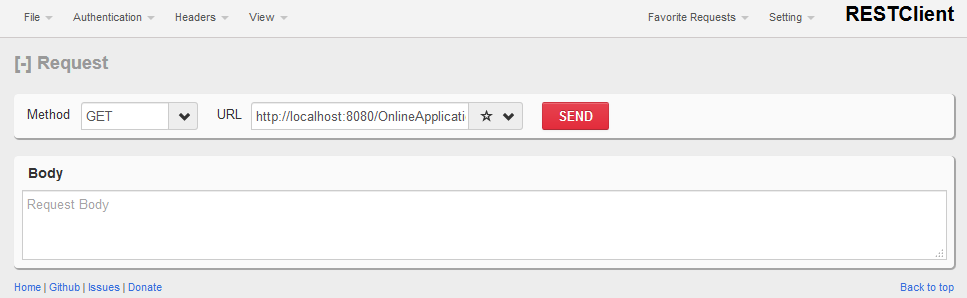 File Authentication Headers View Favorite Requests Setting RESTClient
[-] Request
Method GET URL http://localhost:8080/OnlineApplicati SEND
Body
Request Body
Home | Github | Issues | Donate Back to top